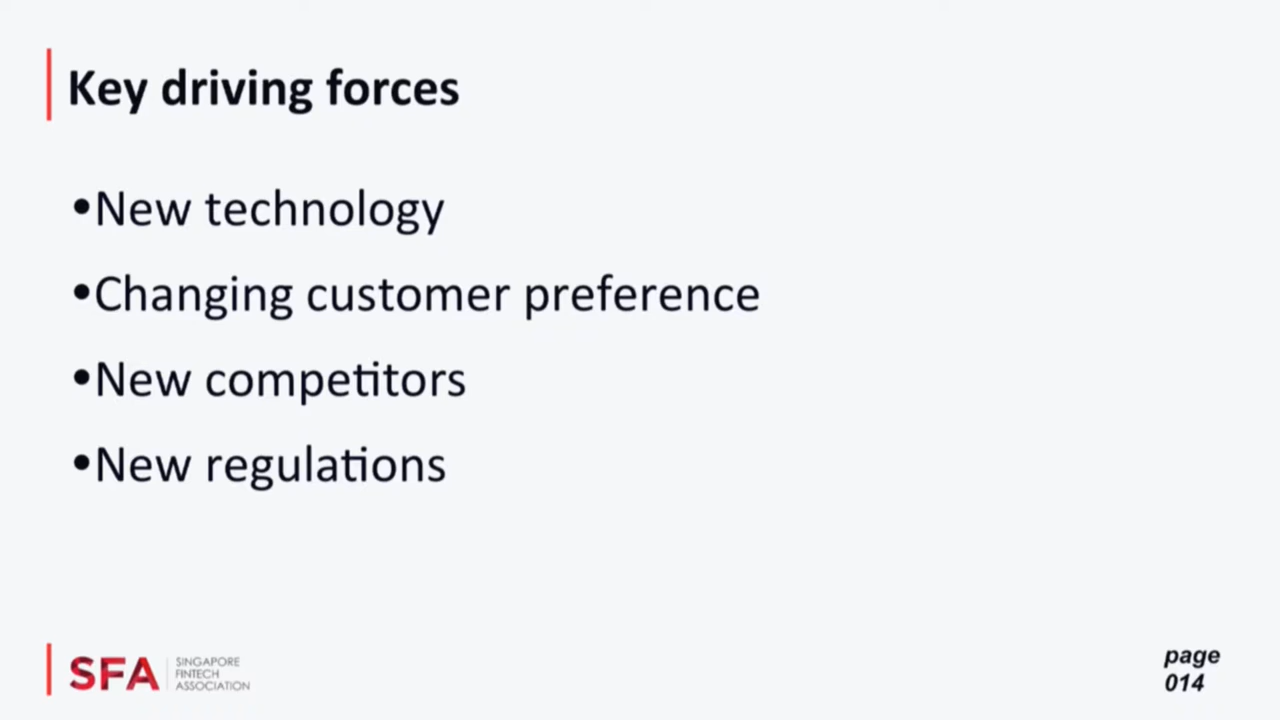 Key driving forces
•New technology
•Changing customer preference
•New competitors
•New regulations
SFA
SINGAPORE
FINTECH
ASSOCIATION
page
014